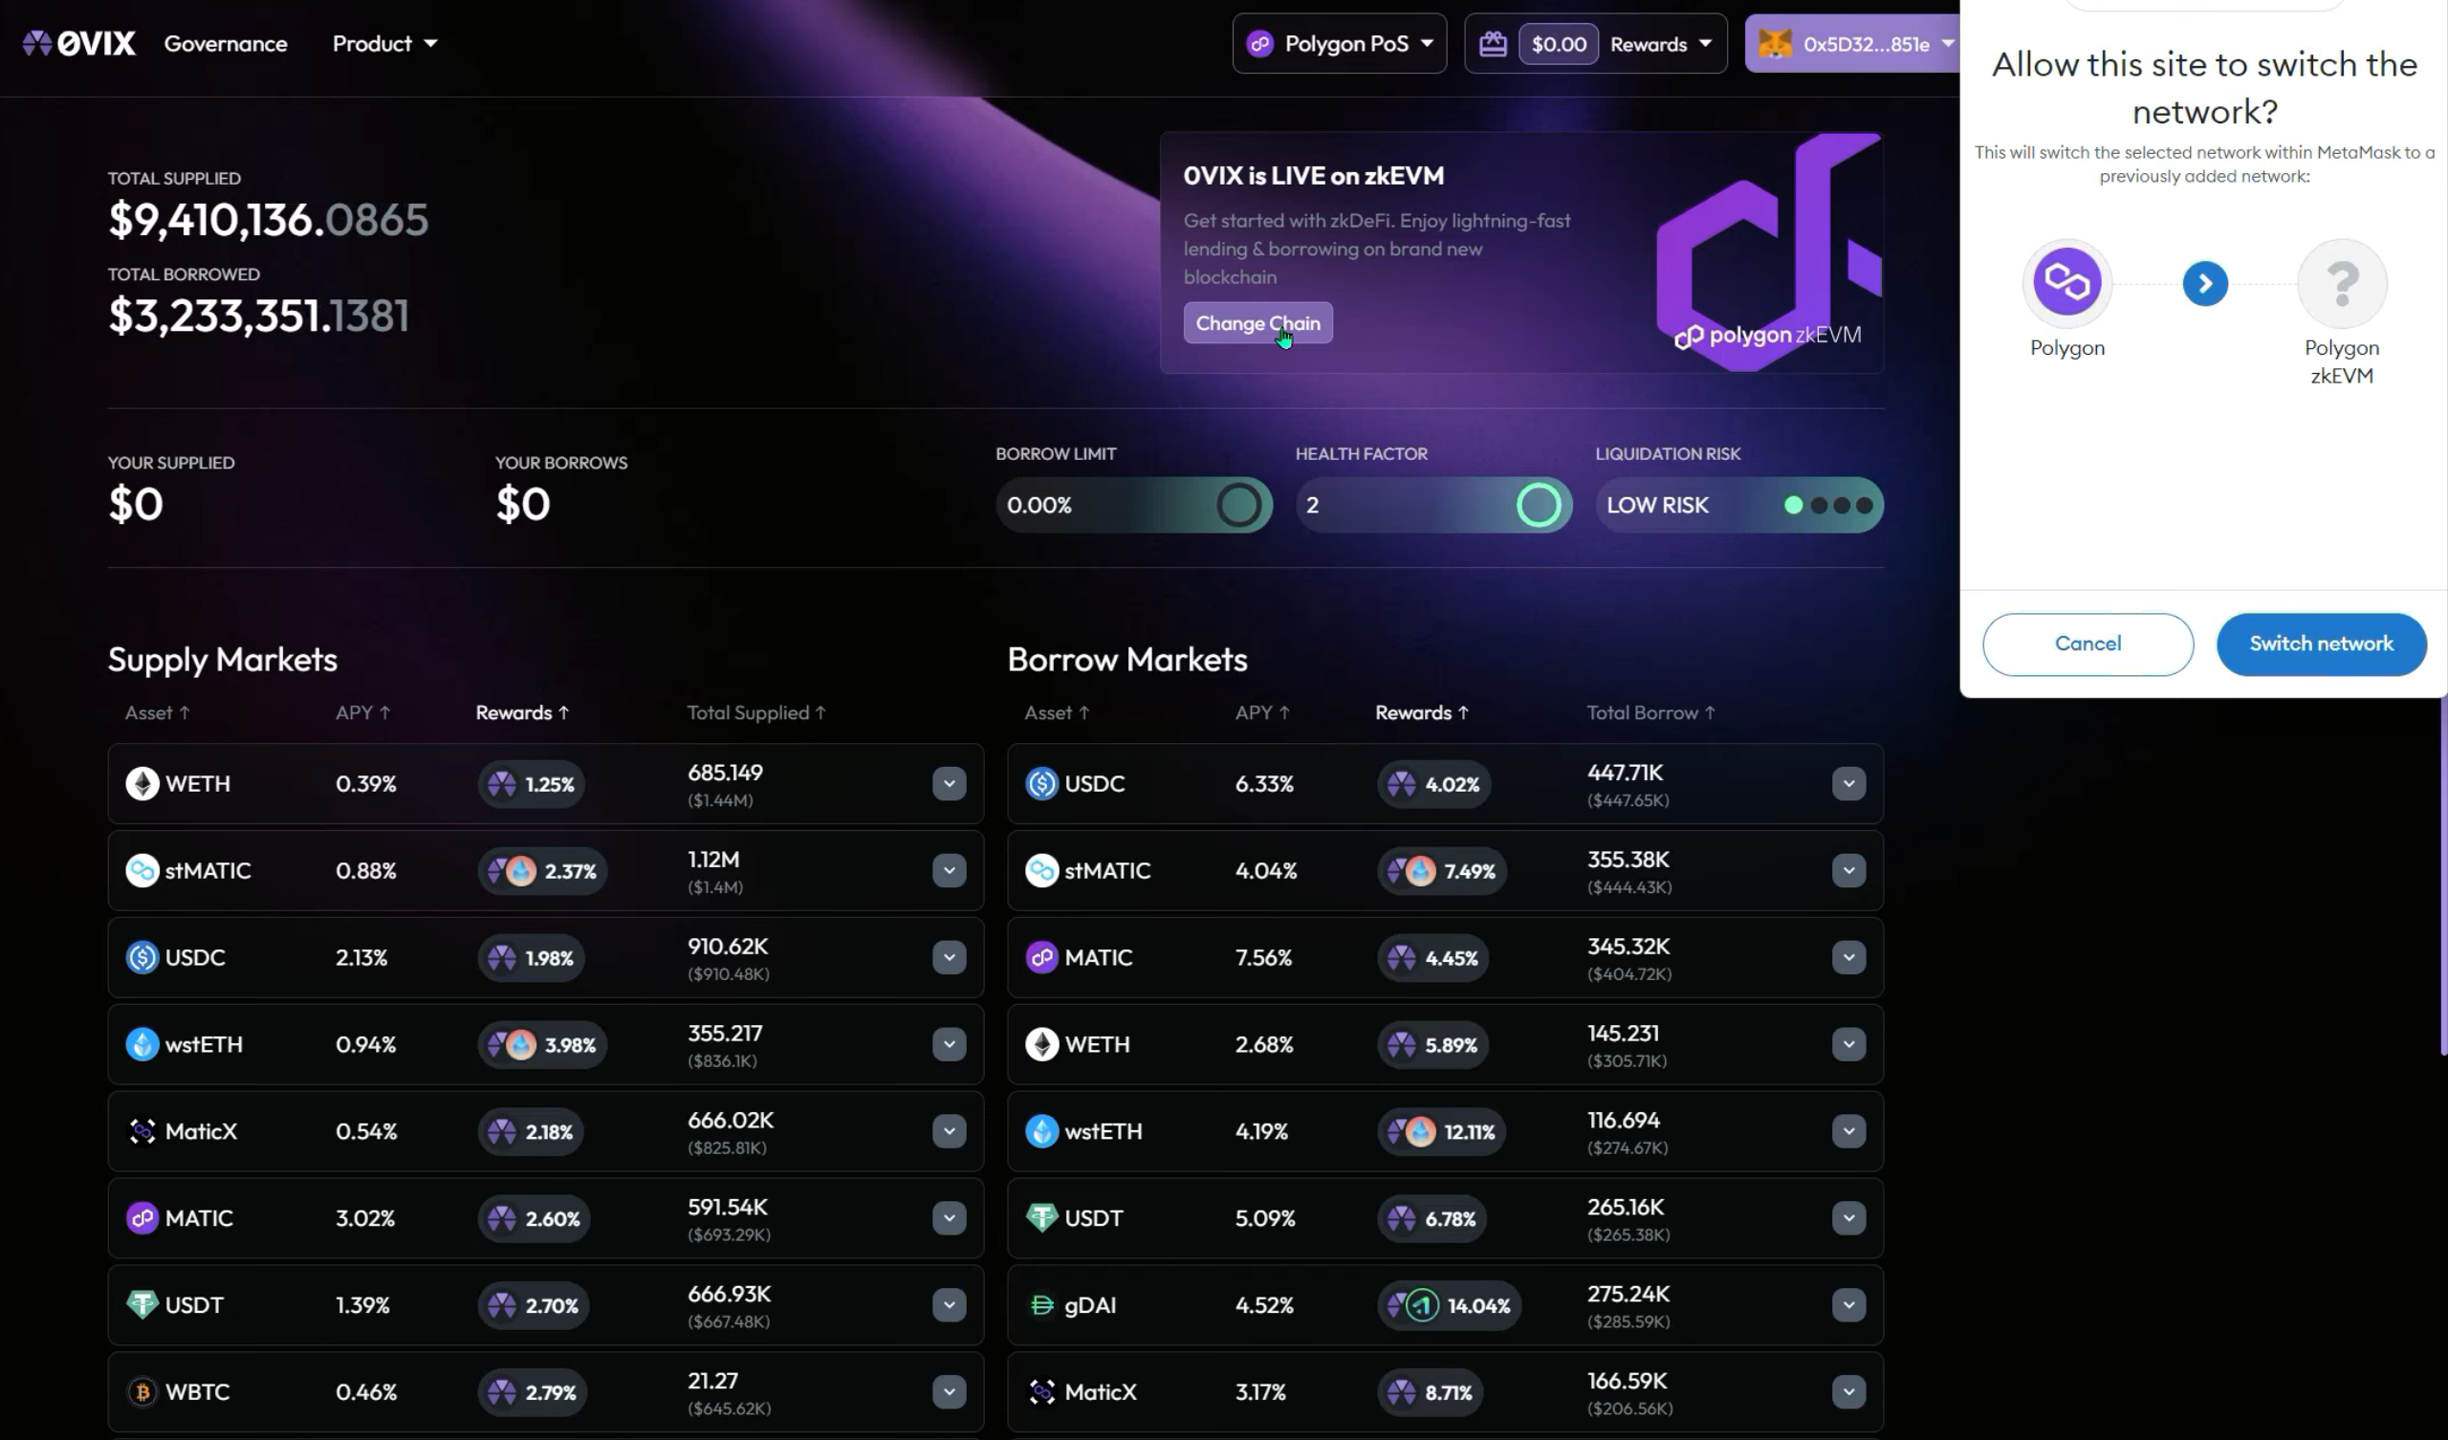 0VIX
Governance
Product
Polygon PoS
$0.00
Rewards
0x5D32...851e
TOTAL SUPPLIED
$9,410,136.0865
TOTAL BORROWED
$3,233,351.1381
0VIX is LIVE on zkEVM
Get started with zkDeFi. Enjoy lightning-fast
lending & borrowing on brand new
blockchain
Change Chain
polygon zkEVM
YOUR SUPPLIED
$0
YOUR BORROWS
$0
BORROW LIMIT
0.00%
HEALTH FACTOR
2
LIQUIDATION RISK
LOW RISK
Supply Markets
Asset ↑ APY ↑ Rewards ↑ Total Supplied ↑
WETH 0.39% 1.25% 685.149
($1.44M)
stMATIC 0.88% 2.37% 1.12M
($1.4M)
USDC 2.13% 1.98% 910.62K
($910.48K)
wstETH 0.94% 3.98% 355.217
($836.1K)
MaticX 0.54% 2.18% 666.02K
($825.81K)
MATIC 3.02% 2.60% 591.54K
($693.29K)
USDT 1.39% 2.70% 666.93K
($667.48K)
WBTC 0.46% 2.79% 21.27
($645.62K)
Borrow Markets
Asset ↑ APY ↑ Rewards ↑ Total Borrow ↑
USDC 6.33% 4.02% 447.71K
($447.65K)
stMATIC 4.04% 7.49% 355.38K
($444.43K)
MATIC 7.56% 4.45% 345.32K
($404.72K)
WETH 2.68% 5.89% 145.231
($305.71K)
wstETH 4.19% 12.11% 116.694
($274.67K)
USDT 5.09% 6.78% 265.16K
($265.38K)
gDAI 4.52% 14.04% 275.24K
($285.59K)
MaticX 3.17% 8.71% 166.59K
($206.56K)
Allow this site to switch the
network?
This will switch the selected network within MetaMask to a
previously added network:
Polygon
Polygon
zkEVM
Cancel
Switch network